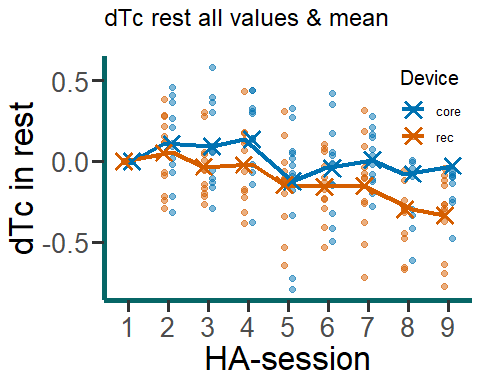 dTc rest all values & mean
dTc in rest
0.5
0.0
-0.5
Device
core
rec
1 2 3 4 5 6 7 8 9
HA-session